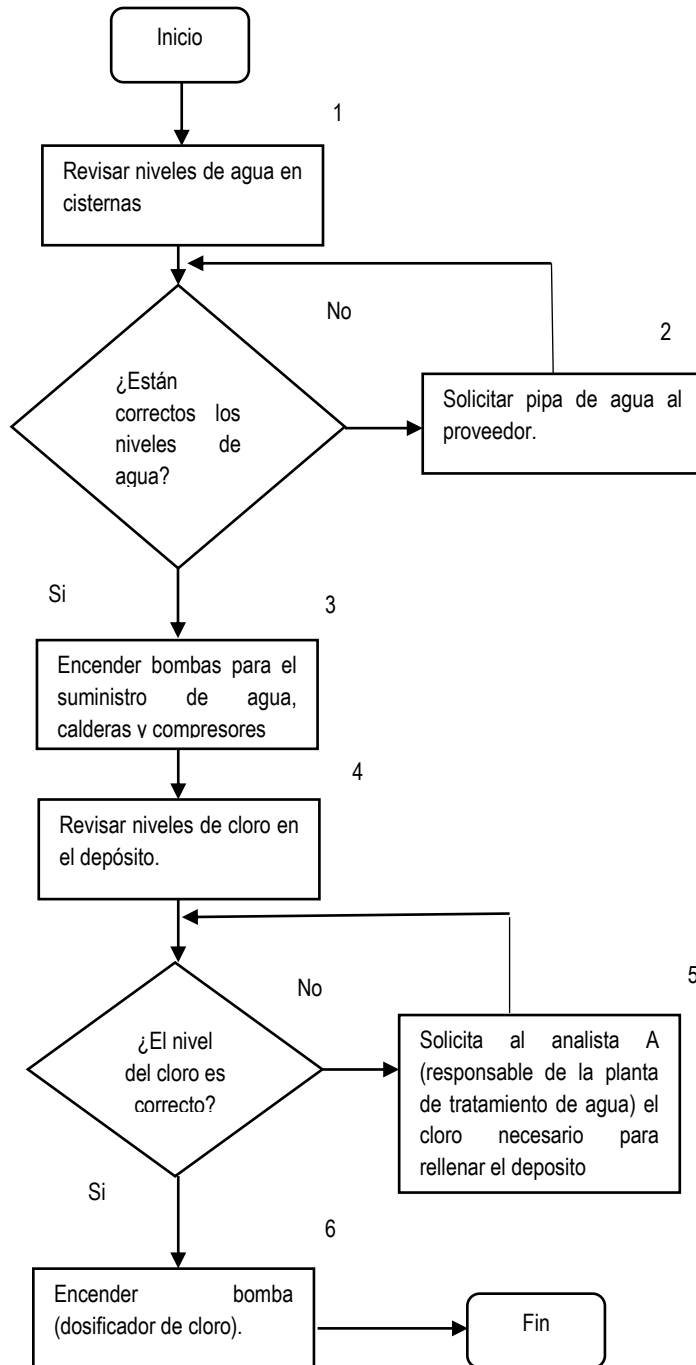 Inicio
1
Revisar niveles de agua en
cisternas
No
2
¿Están
correctos los
niveles de
agua?
Solicitar pipa de agua al
proveedor.
Si
3
Encender bombas para el
suministro de agua,
calderas y compresores
4
Revisar niveles de cloro en
el depósito.
No
5
¿El nivel
del cloro es
correcto?
Solicita al analista A
(responsable de la planta
de tratamiento de agua) el
cloro necesario para
rellenar el deposito
Si
6
Encender bomba
(dosificador de cloro).
Fin